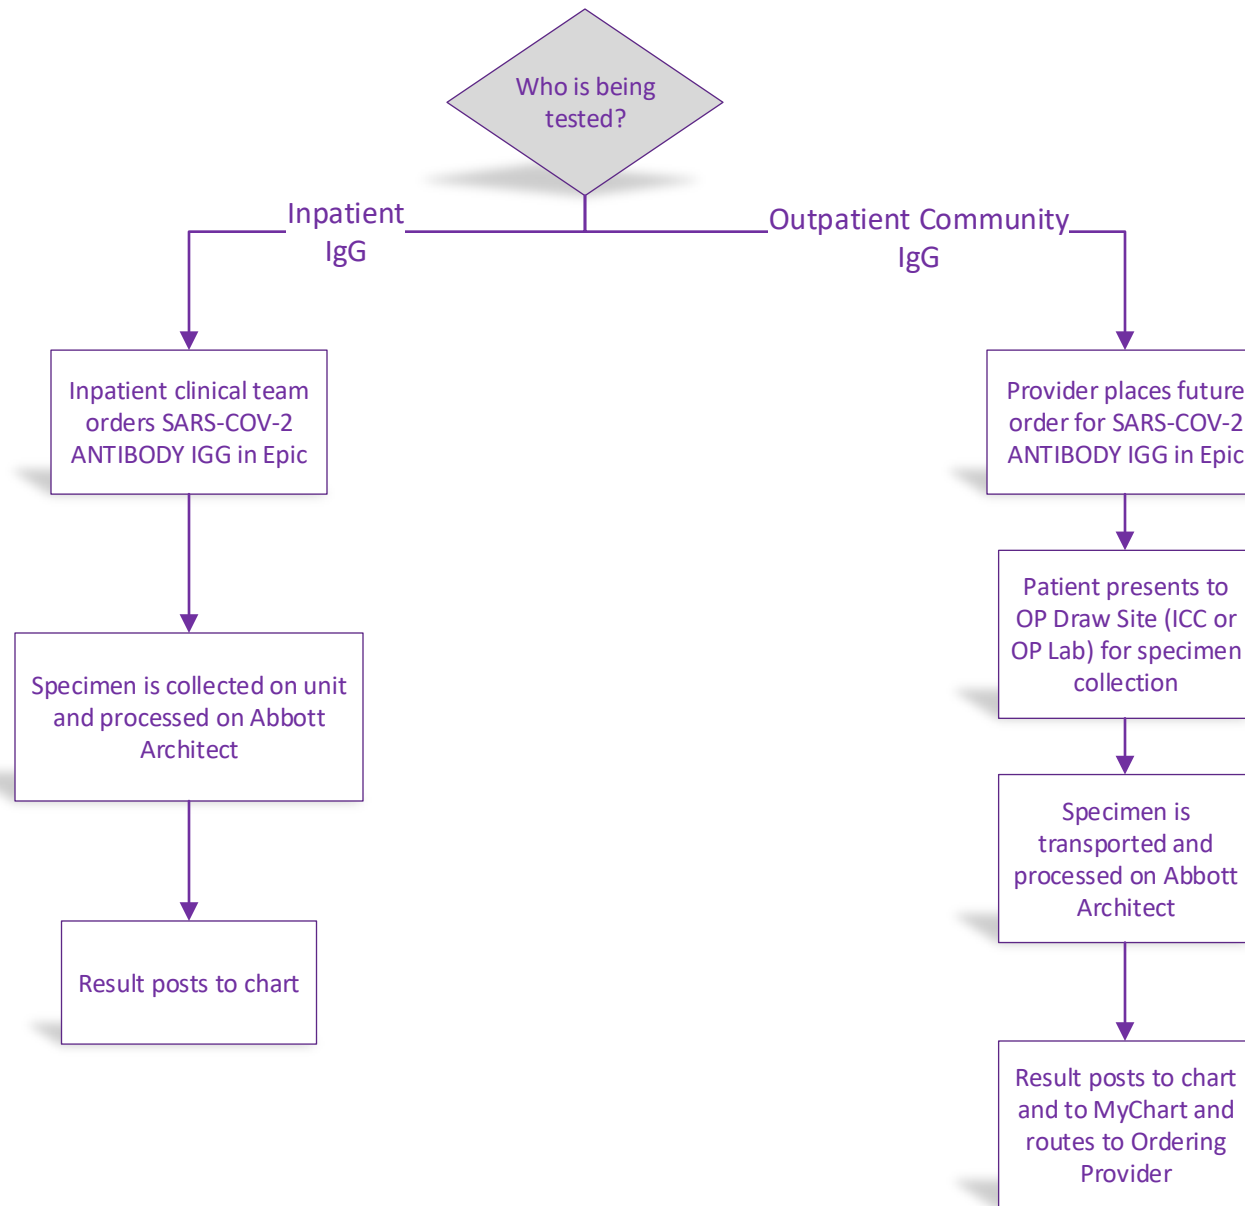 Who is being
tested?
Inpatient
IgG
Outpatient Community
IgG
Inpatient clinical team
orders SARS-COV-2
ANTIBODY IGG in Epic
Specimen is collected on unit
and processed on Abbott
Architect
Result posts to chart
Provider places future
order for SARS-COV-2
ANTIBODY IGG in Epic
Patient presents to
OP Draw Site (ICC or
OP Lab) for specimen
collection
Specimen is
transported and
processed on Abbott
Architect
Result posts to chart
and to MyChart and
routes to Ordering
Provider